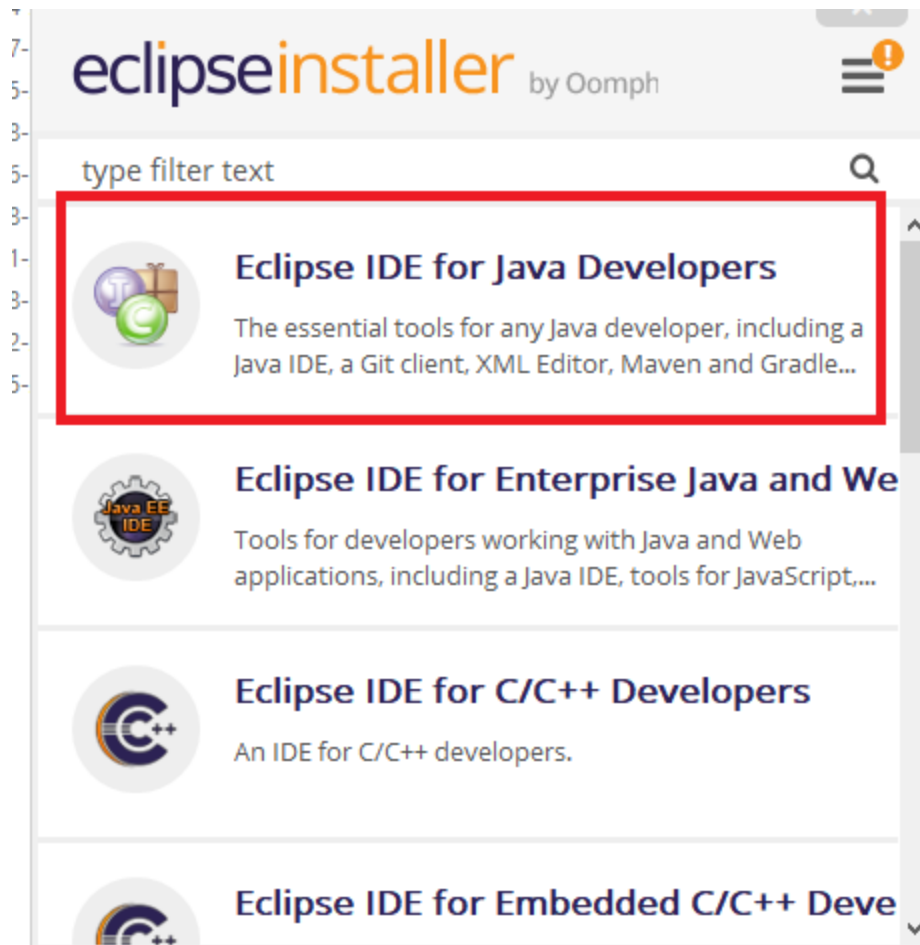 eclipseinstaller by Oomph
type filter text
Eclipse IDE for Java Developers
The essential tools for any Java developer, including a
Java IDE, a Git client, XML Editor, Maven and Gradle...
Java EE
IDE
Eclipse IDE for Enterprise Java and We
Tools for developers working with Java and Web
applications, including a Java IDE, tools for JavaScript,...
Eclipse IDE for C/C++ Developers
An IDE for C/C++ developers.
Eclipse IDE for Embedded C/C++ Deve